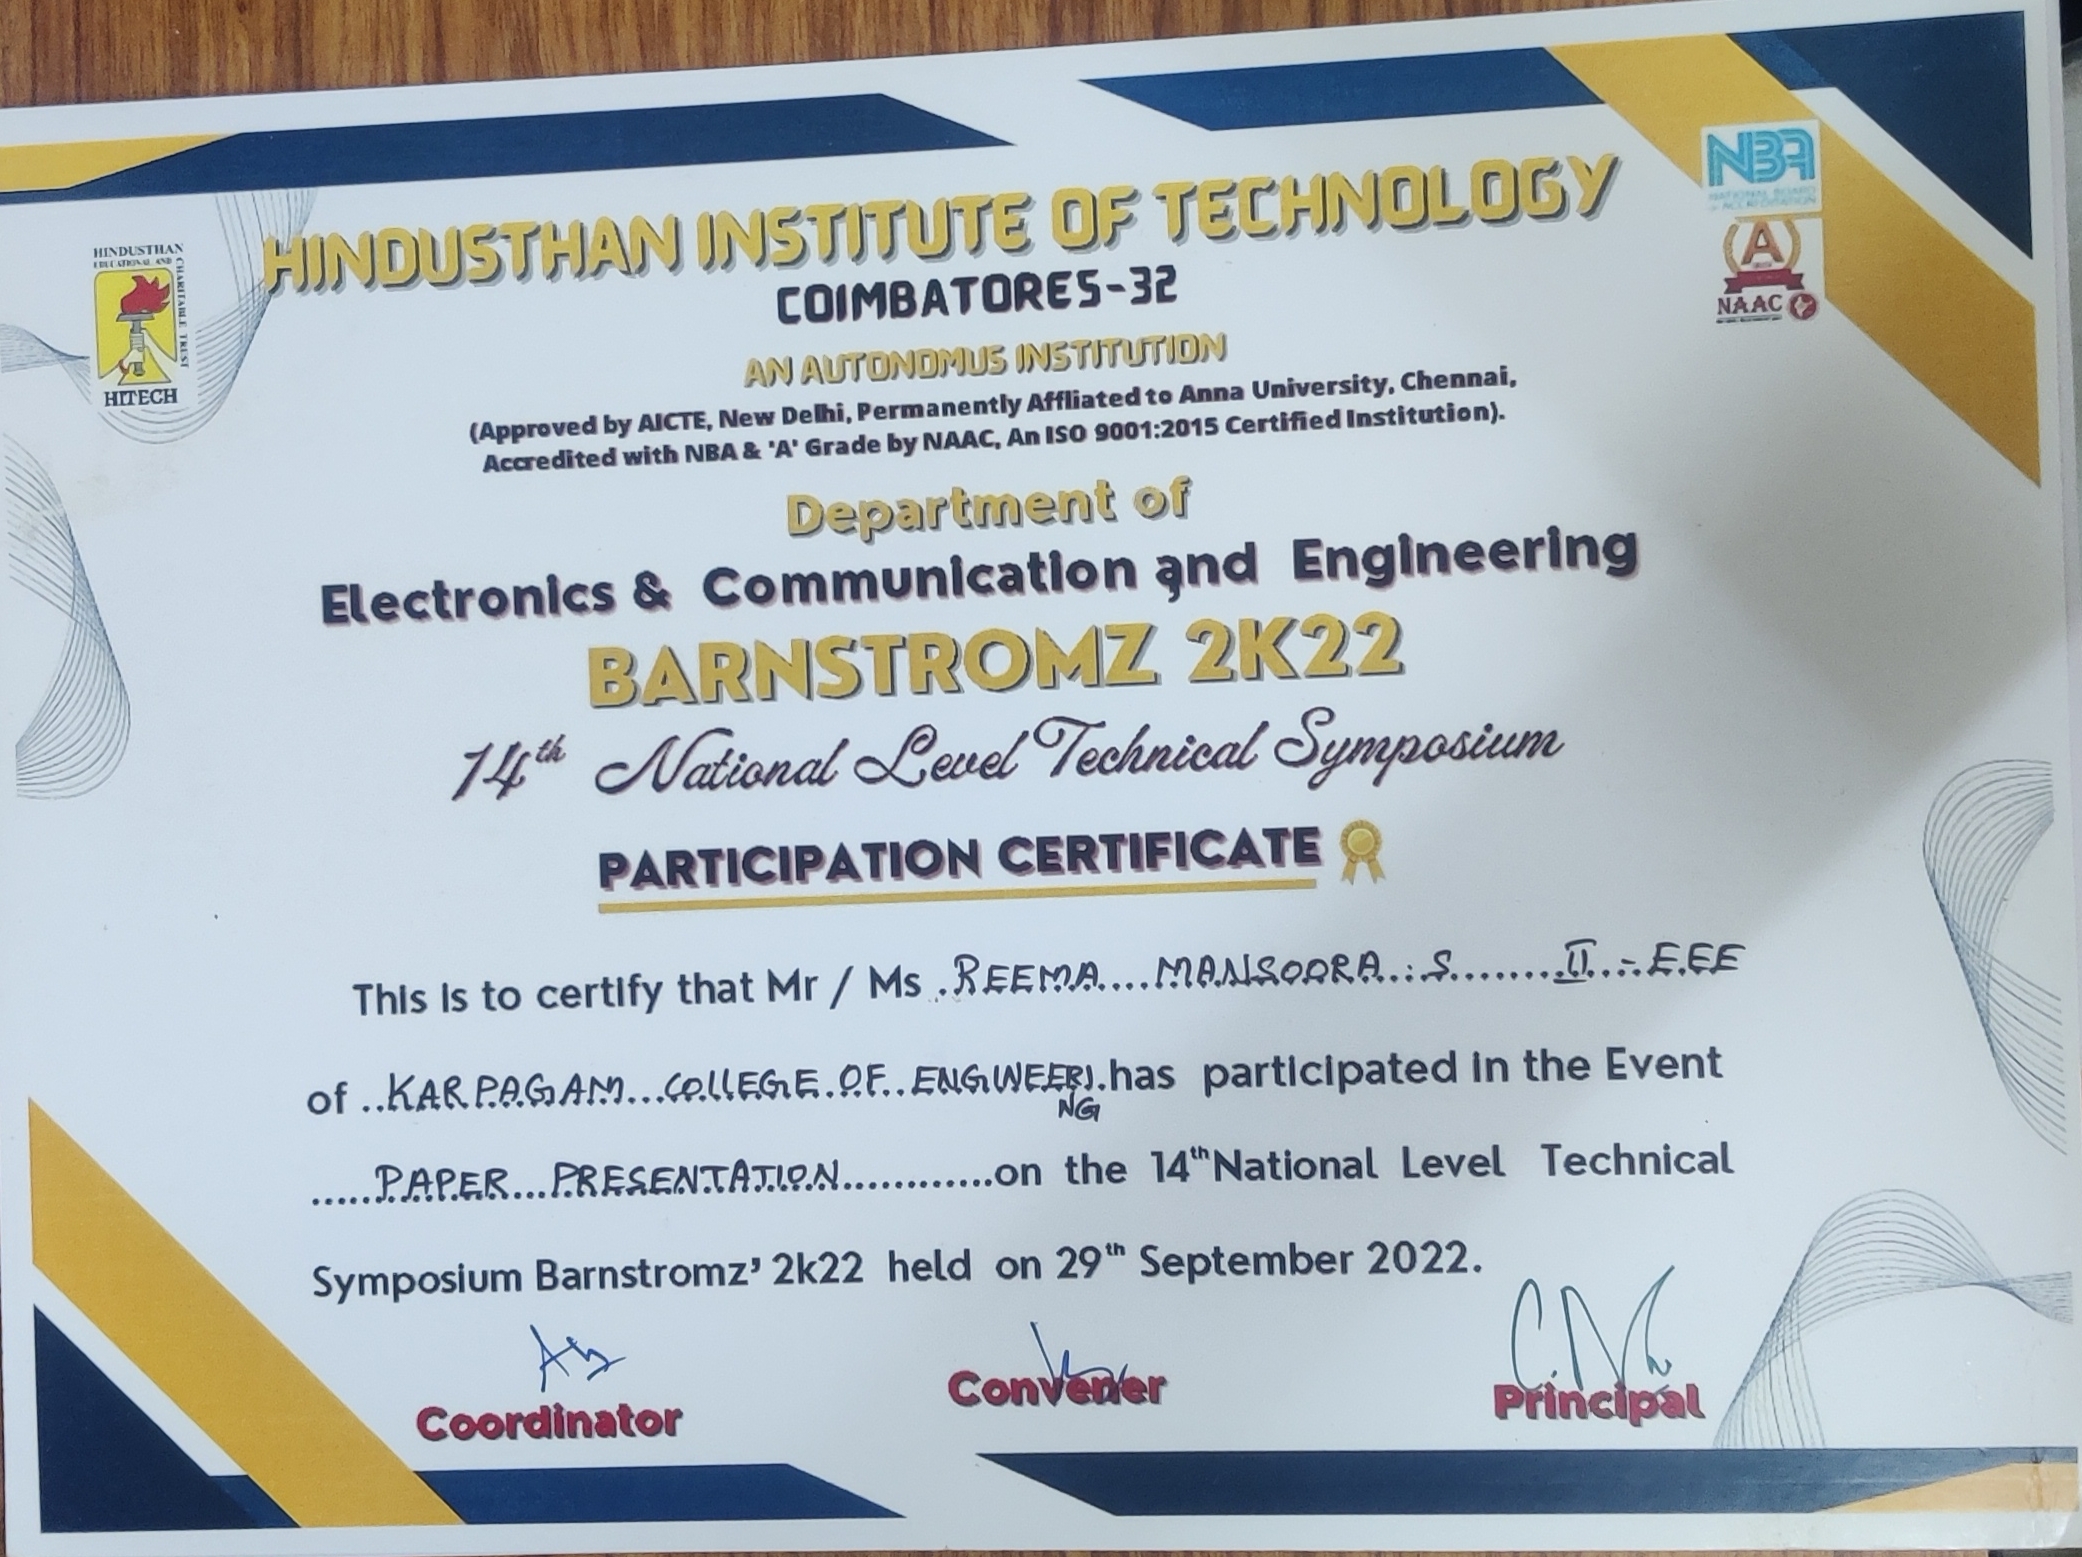 HINDUSTHAN
EDUCATIONAL AND
CHARITABLE TRUST
HITECH
NBA
NATIONAL BOARD
of ACCREDITATION
A
NAAC
HINDUSTHAN INSTITUTE OF TECHNOLOGY
COIMBATORES-32
AN AUTONOMUS INSTITUTION
(Approved by AICTE, New Delhi, Permanently Affliated to Anna University, Chennai,
Accredited with NBA & 'A' Grade by NAAC, An ISO 9001:2015 Certified Institution).
Department of
Electronics & Communication and Engineering
BARNSTROMZ 2K22
14th National Level Technical Symposium
PARTICIPATION CERTIFICATE
This is to certify that Mr / Ms .REEMA....MANSOORA..:S........II..-.E.EE
of ..KARPAGAM...COllEGE.OF..ENGINEERI.has participated in the Event
NG
.....PAPER...PRESENTATION............on the 14th National Level Technical
Symposium Barnstromz' 2k22 held on 29th September 2022.
Coordinator
Convener
Principal